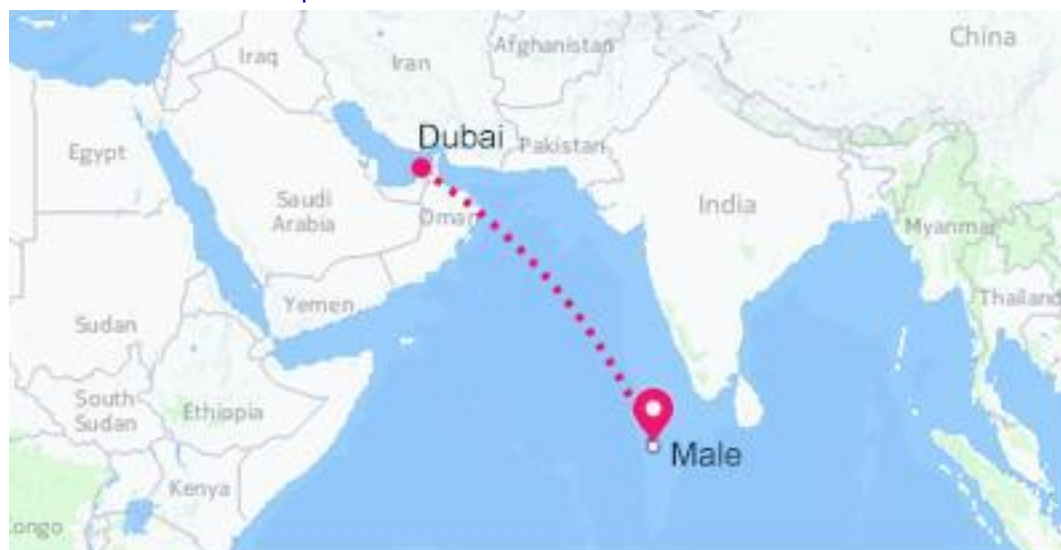 China
Afghanistan
Iraq
Iran
Dubai
Pakistan
Egypt
Saudi
Arabia
India
Oman
Myanmar
Yemen
Thailand
Sudan
South
Sudan
Ethiopia
Male
Kenya
ongo